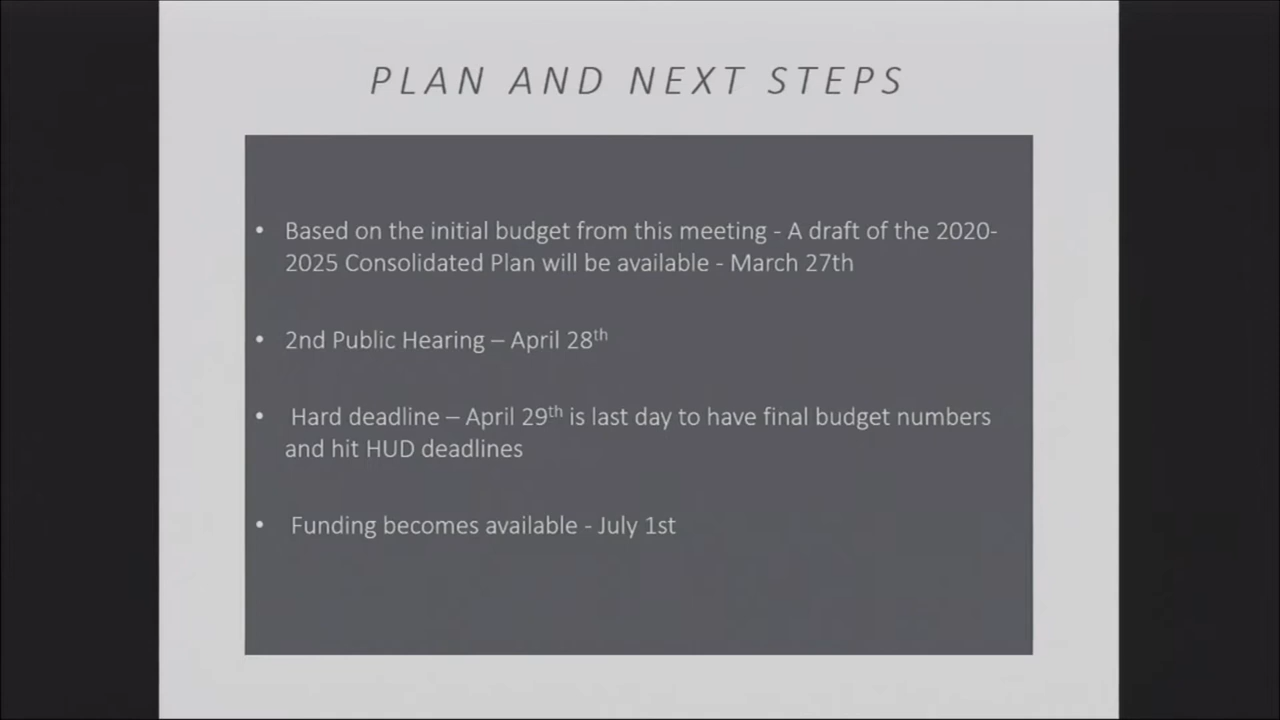 PLAN AND NEXT STEPS
• Based on the initial budget from this meeting - A draft of the 2020-
2025 Consolidated Plan will be available - March 27th
• 2nd Public Hearing – April 28th
• Hard deadline – April 29th is last day to have final budget numbers
and hit HUD deadlines
• Funding becomes available - July 1st